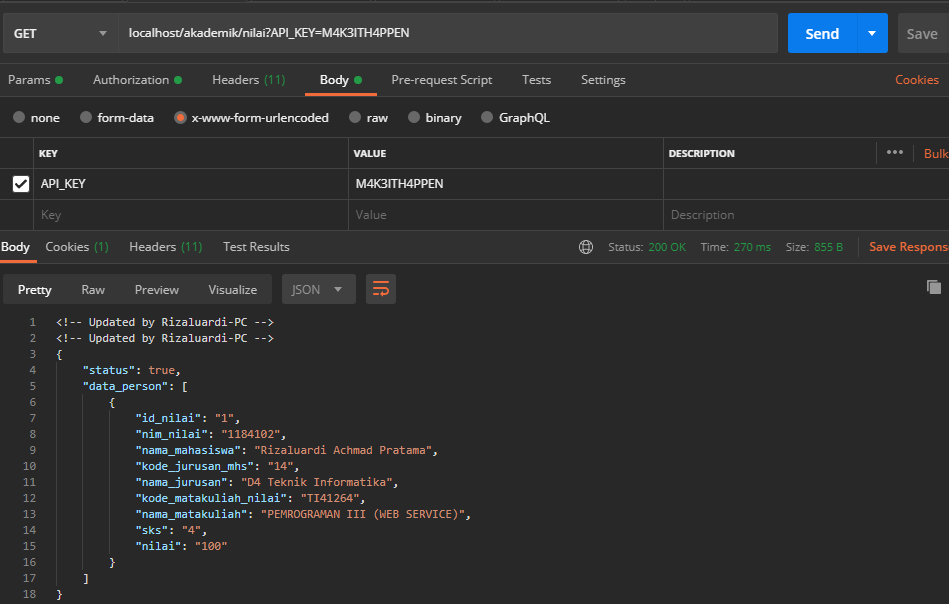 GET localhost/akademik/nilai?API_KEY=M4K3ITH4PPEN Send Save
Params Authorization Headers (11) Body Pre-request Script Tests Settings Cookies
none form-data x-www-form-urlencoded raw binary GraphQL
KEY VALUE DESCRIPTION ••• Bulk
API_KEY M4K3ITH4PPEN
Key Value Description
Body Cookies (1) Headers (11) Test Results Status: 200 OK Time: 270 ms Size: 855 B Save Respons
Pretty Raw Preview Visualize JSON
1 <!-- Updated by Rizaluardi-PC -->
2 <!-- Updated by Rizaluardi-PC -->
3 {
4 "status": true,
5 "data_person": [
6 {
7 "id_nilai": "1",
8 "nim_nilai": "1184102",
9 "nama_mahasiswa": "Rizaluardi Achmad Pratama",
10 "kode_jurusan_mhs": "14",
11 "nama_jurusan": "D4 Teknik Informatika",
12 "kode_matakuliah_nilai": "TI41264",
13 "nama_matakuliah": "PEMROGRAMAN III (WEB SERVICE)",
14 "sks": "4",
15 "nilai": "100"
16 }
17 ]
18 }